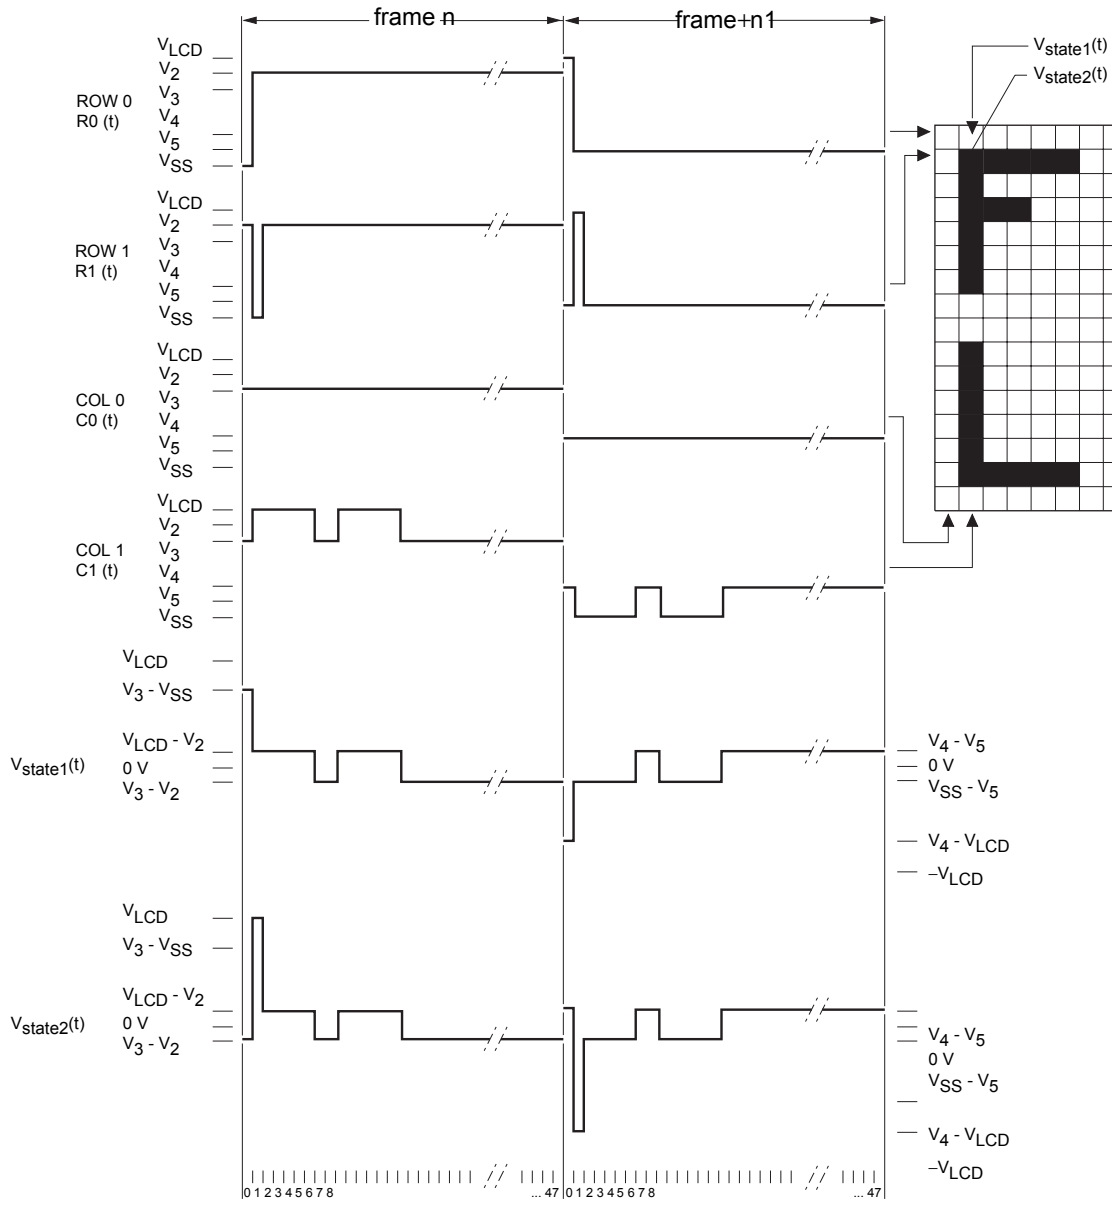 frame n
frame+n1
VLCD
V2
V3
V4
V5
VSS
ROW 0
R0 (t)
Vstate1(t)
Vstate2(t)
VLCD
V2
V3
V4
V5
VSS
ROW 1
R1 (t)
VLCD
V2
V3
V4
V5
VSS
COL 0
C0 (t)
VLCD
V2
V3
V4
V5
VSS
COL 1
C1 (t)
VLCD
V3 - VSS
VLCD - V2
0 V
V3 - V2
Vstate1(t)
V4 - V5
0 V
VSS - V5
V4 - VLCD
–VLCD
VLCD
V3 - VSS
VLCD - V2
0 V
V3 - V2
Vstate2(t)
V4 - V5
0 V
VSS - V5
V4 - VLCD
–VLCD
0 1 2 3 4 5 6 7 8 ... 47 0 1 2 3 4 5 6 7 8 ... 47